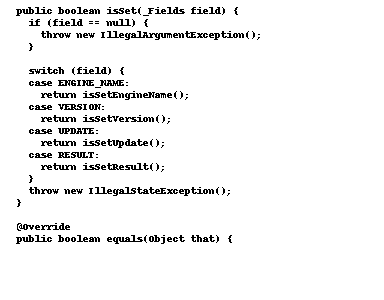 public boolean isSet(_Fields field) {
  if (field == null) {
    throw new IllegalArgumentException();
  }

  switch (field) {
  case ENGINE_NAME:
    return isSetEngineName();
  case VERSION:
    return isSetVersion();
  case UPDATE:
    return isSetUpdate();
  case RESULT:
    return isSetResult();
  }
  throw new IllegalStateException();
}

@Override
public boolean equals(Object that) {